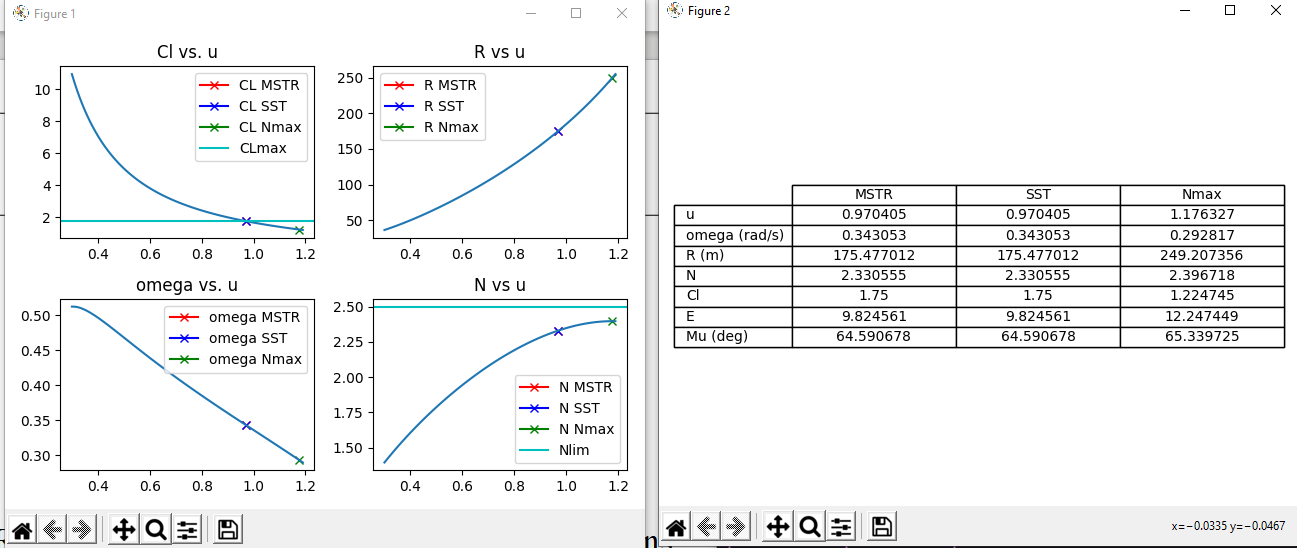 Figure 1
Cl vs. u
CL MSTR
CL SST
CL Nmax
CLmax
10
8
6
4
2
0.4 0.6 0.8 1.0 1.2
R vs u
R MSTR
R SST
R Nmax
250
200
150
100
50
0.4 0.6 0.8 1.0 1.2
omega vs. u
omega MSTR
omega SST
omega Nmax
0.50
0.45
0.40
0.35
0.30
0.4 0.6 0.8 1.0 1.2
N vs u
2.50
2.25
2.00
1.75
1.50
N MSTR
N SST
N Nmax
Nlim
0.4 0.6 0.8 1.0 1.2
Figure 2
MSTR SST Nmax
u 0.970405 0.970405 1.176327
omega (rad/s) 0.343053 0.343053 0.292817
R (m) 175.477012 175.477012 249.207356
N 2.330555 2.330555 2.396718
Cl 1.75 1.75 1.224745
E 9.824561 9.824561 12.247449
Mu (deg) 64.590678 64.590678 65.339725
x=−0.0335 y=−0.0467